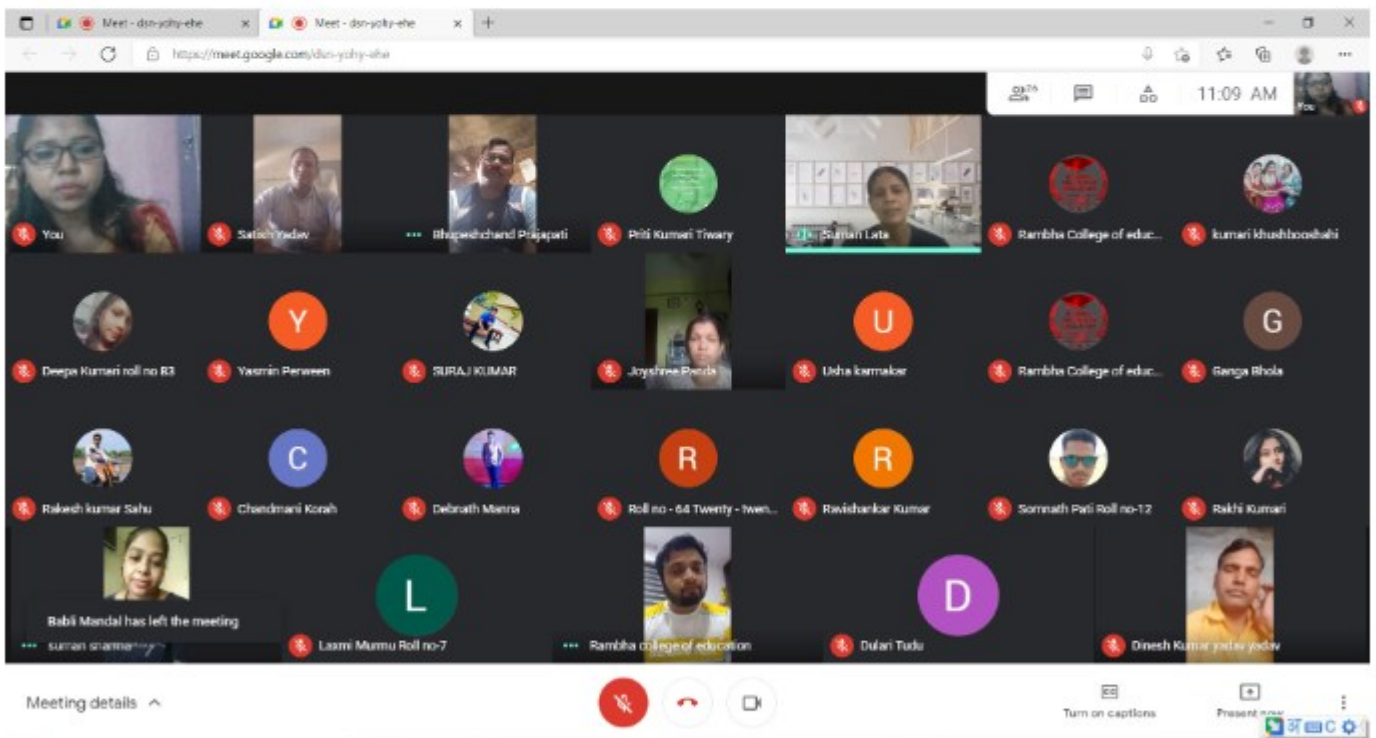 Meet - dsn-yohy-ehe
Meet - dsn-yohy-ehe
https://meet.google.com/dsn-yohy-ehe
26
11:09 AM
You
You
Satish Yadav
Bhupeshchand Prajapati
Priti Kumari Tiwary
Suman Lata
Rambha College of educ...
kumari khushbooshahi
Deepa Kumari roll no 83
Yasmin Perween
Y
SURAJ KUMAR
Joyshree Panda
U
Usha karmakar
Rambha College of educ...
G
Ganga Bhola
Rakesh kumar Sahu
C
Chandmani Korah
Debnath Manna
R
Roll no - 64 Twenty - twen...
R
Ravishankar Kumar
Somnath Pati Roll no-12
Rakhi Kumari
Babli Mandal has left the meeting
suman sharma
L
Laxmi Murmu Roll no-7
Rambha college of education
D
Dulari Tudu
Dinesh Kumar yadav yadav
Meeting details
CC
Turn on captions
Present now
अ
C